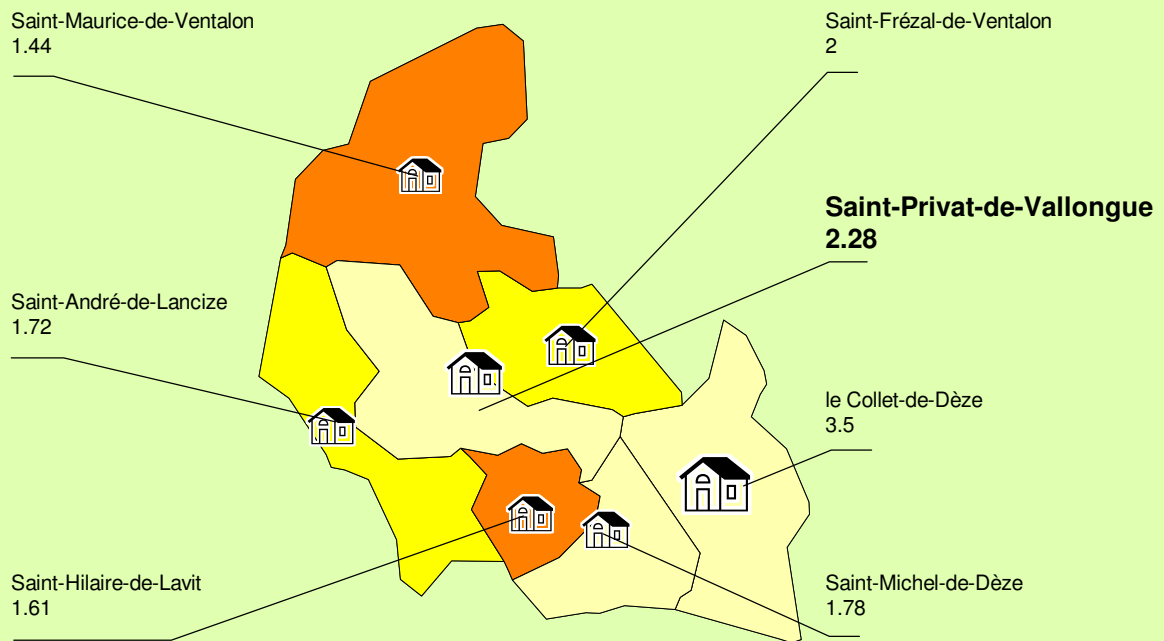 Saint-Maurice-de-Ventalon
1.44
Saint-Frézal-de-Ventalon
2
Saint-Privat-de-Vallongue
2.28
Saint-André-de-Lancize
1.72
le Collet-de-Dèze
3.5
Saint-Hilaire-de-Lavit
1.61
Saint-Michel-de-Dèze
1.78